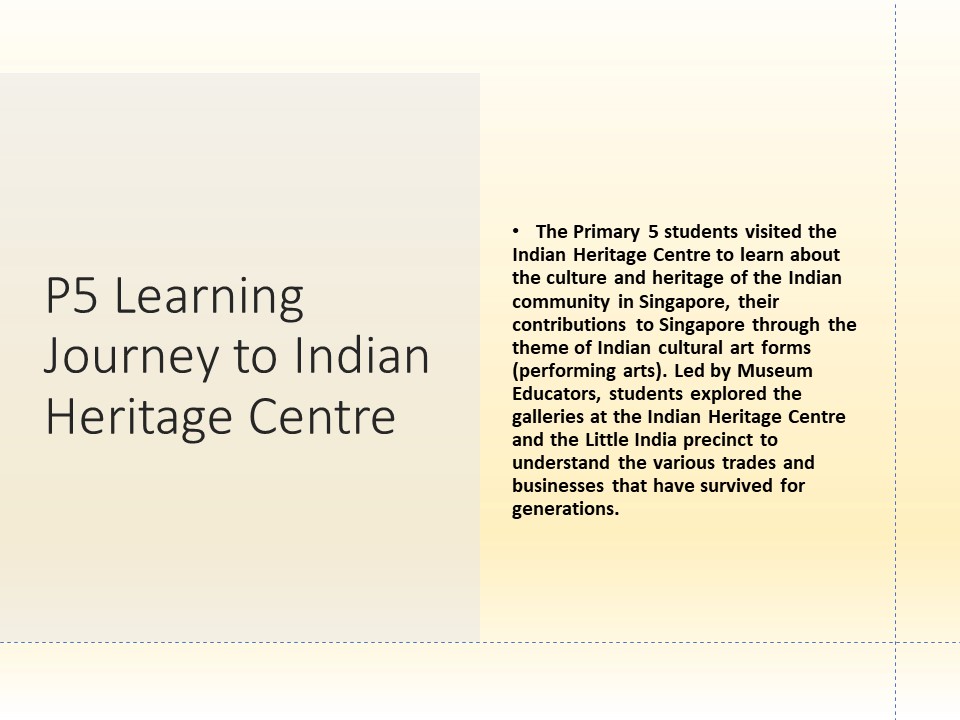 P5 Learning
Journey to Indian
Heritage Centre
• The Primary 5 students visited the
Indian Heritage Centre to learn about
the culture and heritage of the Indian
community in Singapore, their
contributions to Singapore through the
theme of Indian cultural art forms
(performing arts). Led by Museum
Educators, students explored the
galleries at the Indian Heritage Centre
and the Little India precinct to
understand the various trades and
businesses that have survived for
generations.